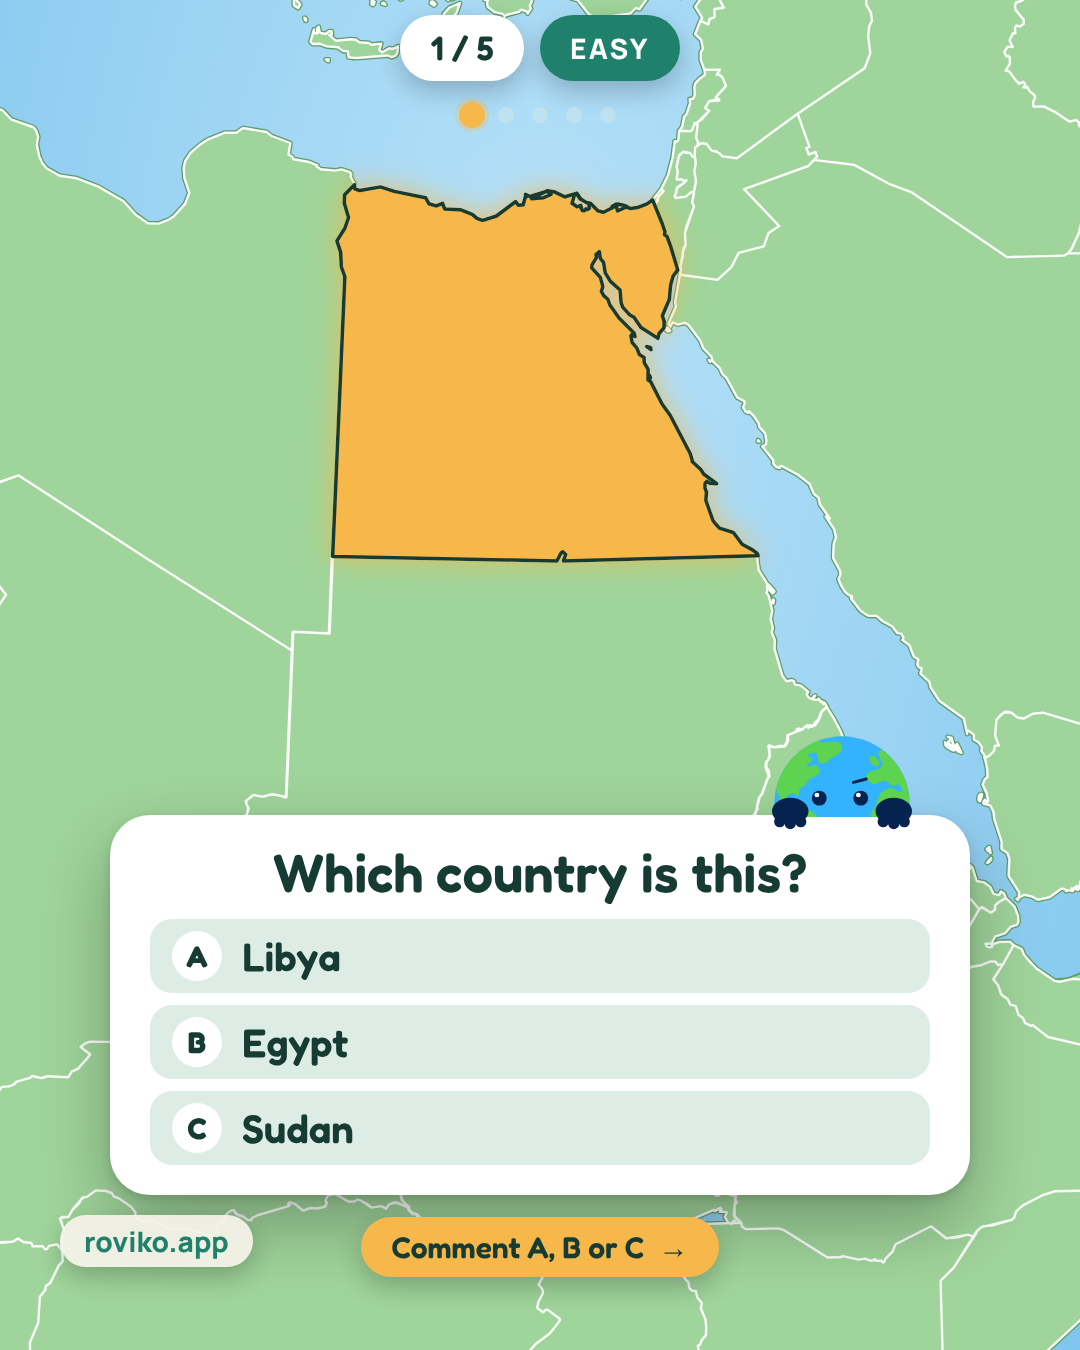 1 / 5
EASY
Which country is this?
A Libya
B Egypt
C Sudan
roviko.app
Comment A, B or C →